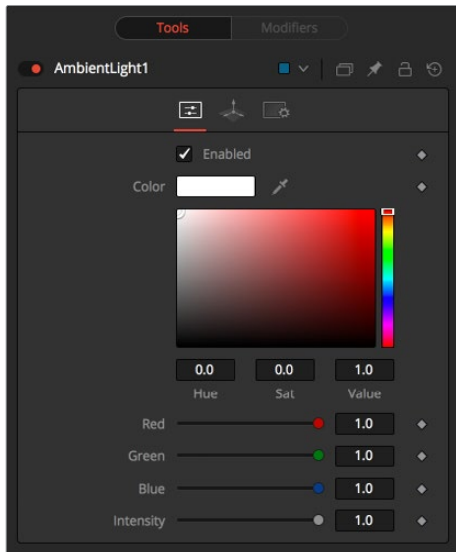 Tools Modifiers
AmbientLight1
Enabled
Color
0.0 0.0 1.0
Hue Sat Value
Red 1.0
Green 1.0
Blue 1.0
Intensity 1.0